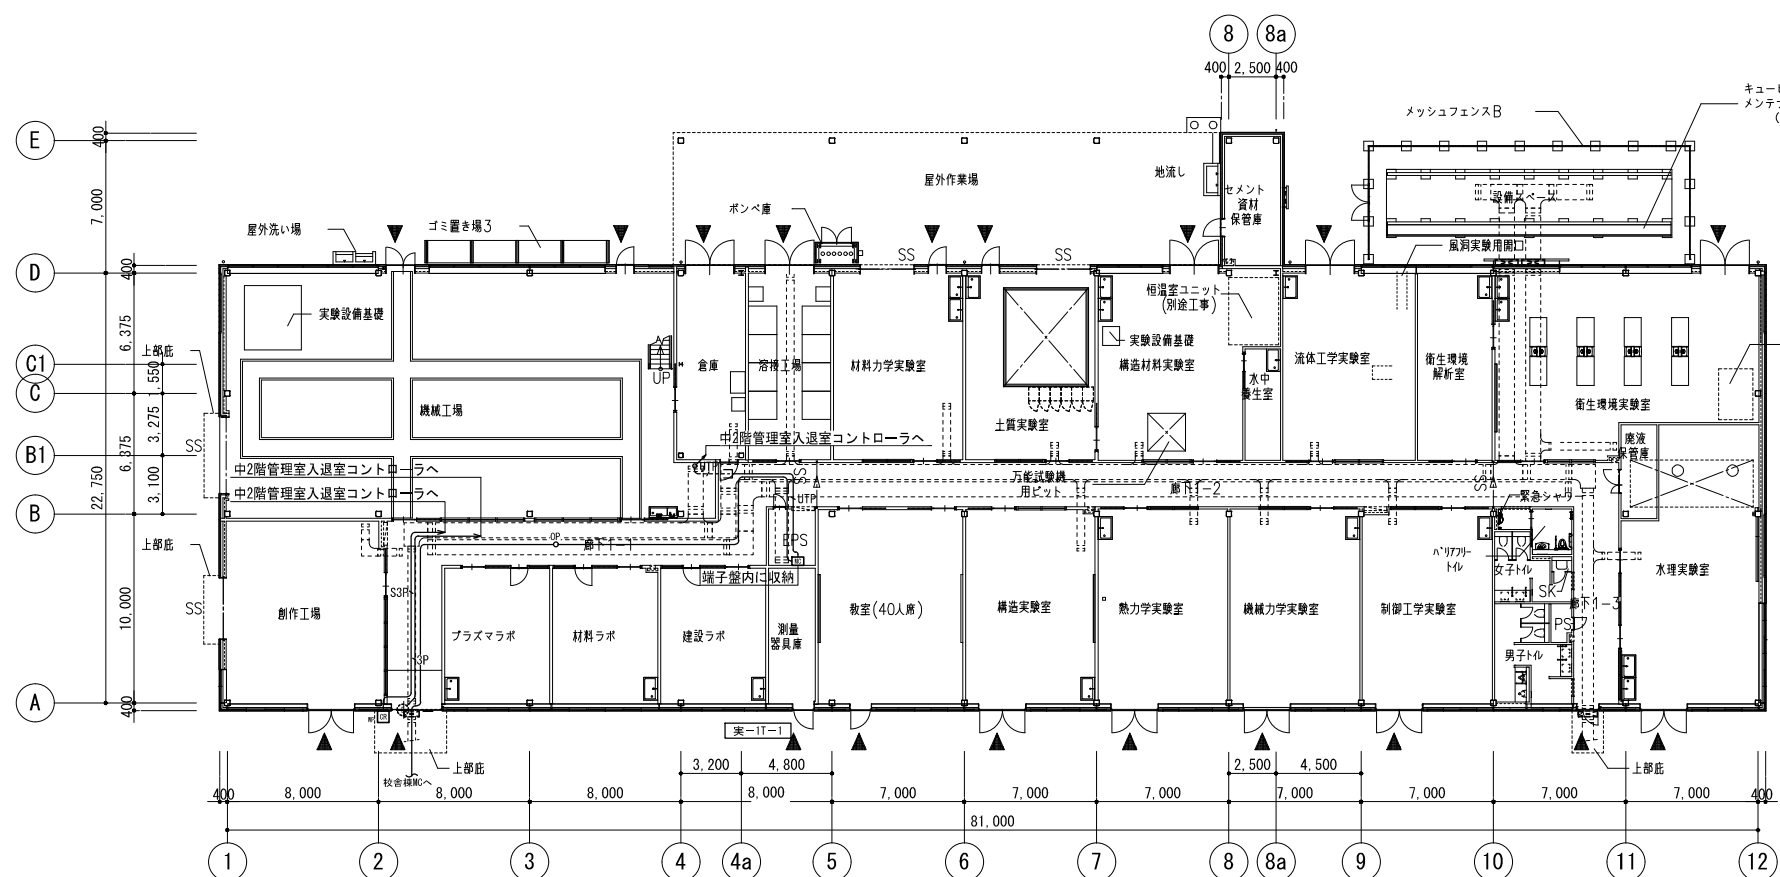 8
8a
400
2,500
400
キュービ
メンテナ
メッシュフェンスB
E
400
屋外作業場
地流し
セメント
資材
保管庫
設備スペース
7,000
ボンベ庫
屋外洗い場
ゴミ置き場3
SS
SS
風洞実験用開口
D
400
恒温室ユニット
(別途工事)
実験設備基礎
実験設備基礎
6,375
上部庇
C1
倉庫
溶接工場
材料力学実験室
構造材料実験室
水中
養生室
流体工学実験室
衛生環境
解析室
UP
1,550
C
機械工場
衛生環境実験室
土質実験室
3,275
6,375
SS
中2階管理室入退室コントローラへ
廃液
保管庫
B1
中2階管理室入退室コントローラへ
SS
万能試験機
用ピット
廊下1-2
SS
22,750
3,100
中2階管理室入退室コントローラへ
UTP
緊急シャワー
B
OP
廊下1-1
EPS
上部庇
端子盤内に収納
バリアフリー
トイレ
女子トイレ
水理実験室
SS
S3P
SK
廊下1-3
10,000
創作工場
教室(40人席)
構造実験室
熱力学実験室
機械力学実験室
制御工学実験室
PS
プラズマラボ
材料ラボ
建設ラボ
測量
器具庫
3P
男子トイレ
A
400
OR
実-1T-1
上部庇
校舎棟MCへ
上部庇
3,200
4,800
2,500
4,500
400
8,000
8,000
8,000
8,000
7,000
7,000
7,000
7,000
7,000
7,000
7,000
400
81,000
1
2
3
4
4a
5
6
7
8
8a
9
10
11
12